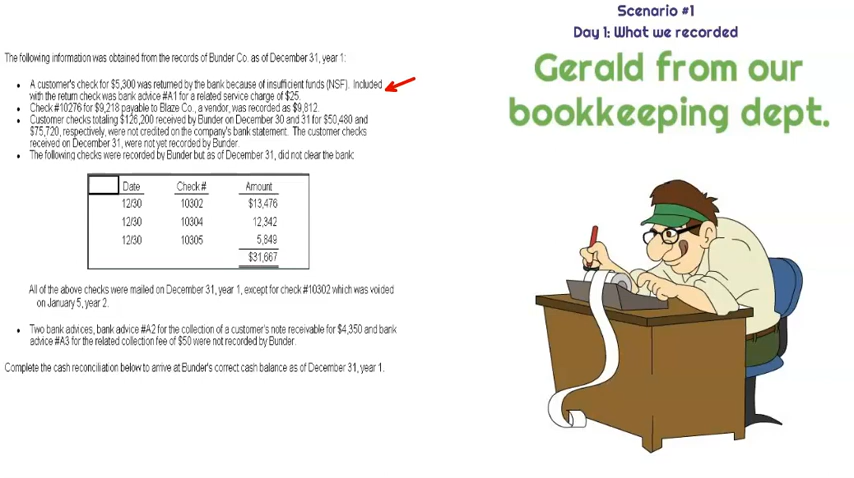 Scenario #1
Day 1: What we recorded
Gerald from our
bookkeeping dept.
The following information was obtained from the records of Bunder Co. as of December 31, year 1:
• A customer's check for $5,300 was returned by the bank because of insufficient funds (NSF). Included
with the return check was bank advice #A1 for a related service charge of $25.
• Check #10276 for $9,218 payable to Blaze Co., a vendor, was recorded as $9,812.
• Customer checks totaling $126,200 received by Bunder on December 30 and 31 for $50,480 and
$75,720, respectively, were not credited on the company's bank statement. The customer checks
received on December 31, were not yet recorded by Bunder.
• The following checks were recorded by Bunder but as of December 31, did not clear the bank:
Date Check # Amount
12/30 10302 $13,476
12/30 10304 12,342
12/30 10305 5,849
$31,667
All of the above checks were mailed on December 31, year 1, except for check #10302 which was voided
on January 5, year 2.
• Two bank advices, bank advice #A2 for the collection of a customer's note receivable for $4,350 and bank
advice #A3 for the related collection fee of $50 were not recorded by Bunder.
Complete the cash reconciliation below to arrive at Bunder's correct cash balance as of December 31, year 1.